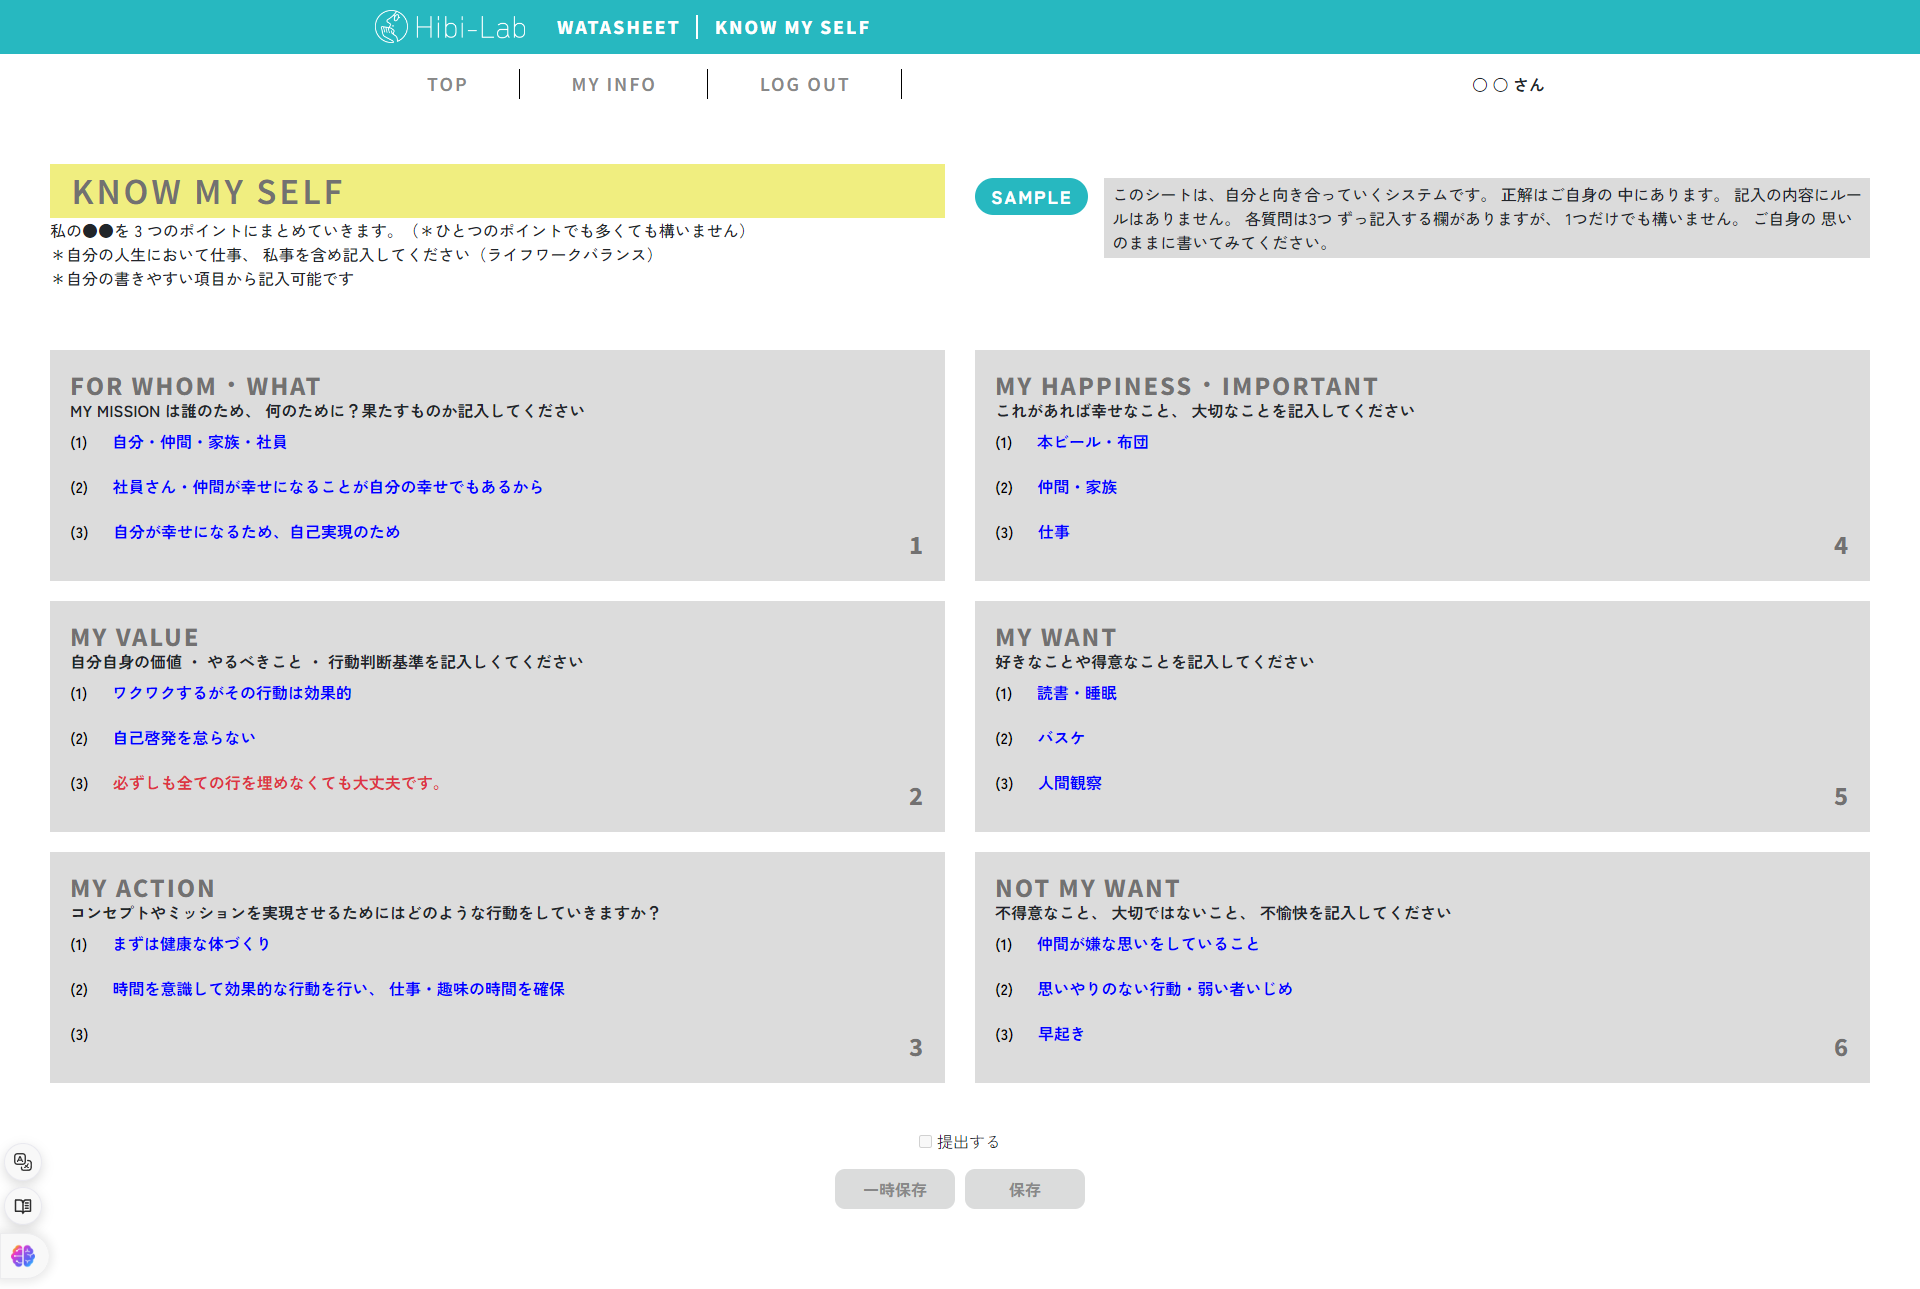 Hibi-Lab WATASHEET KNOW MY SELF
TOP MY INFO LOG OUT 〇 〇 さん
KNOW MY SELF
私の●●を 3 つのポイントにまとめていきます。（＊ひとつのポイントでも多くても構いません）
＊自分の人生において仕事、 私事を含め記入してください（ライフワークバランス）
＊自分の書きやすい項目から記入可能です
SAMPLE
このシートは、自分と向き合っていくシステムです。 正解はご自身の 中にあります。 記入の内容にルー
ルはありません。 各質問は3つ ずっ記入する欄がありますが、 1つだけでも構いません。 ご自身の 思い
のままに書いてみてください。
FOR WHOM・WHAT
MY MISSION は誰のため、 何のために？果たすものか記入してください
(1) 自分・仲間・家族・社員
(2) 社員さん・仲間が幸せになることが自分の幸せでもあるから
(3) 自分が幸せになるため、自己実現のため
1
MY HAPPINESS・IMPORTANT
これがあれば幸せなこと、 大切なことを記入してください
(1) 本ビール・布団
(2) 仲間・家族
(3) 仕事
4
MY VALUE
自分自身の価値 ・ やるべきこと ・ 行動判断基準を記入しくてください
(1) ワクワクするがその行動は効果的
(2) 自己啓発を怠らない
(3) 必ずしも全ての行を埋めなくても大丈夫です。
2
MY WANT
好きなことや得意なことを記入してください
(1) 読書・睡眠
(2) バスケ
(3) 人間観察
5
MY ACTION
コンセプトやミッションを実現させるためにはどのような行動をしていきますか？
(1) まずは健康な体づくり
(2) 時間を意識して効果的な行動を行い、 仕事・趣味の時間を確保
(3)
3
NOT MY WANT
不得意なこと、 大切ではないこと、 不愉快を記入してください
(1) 仲間が嫌な思いをしていること
(2) 思いやりのない行動・弱い者いじめ
(3) 早起き
6
提出する
一時保存 保存